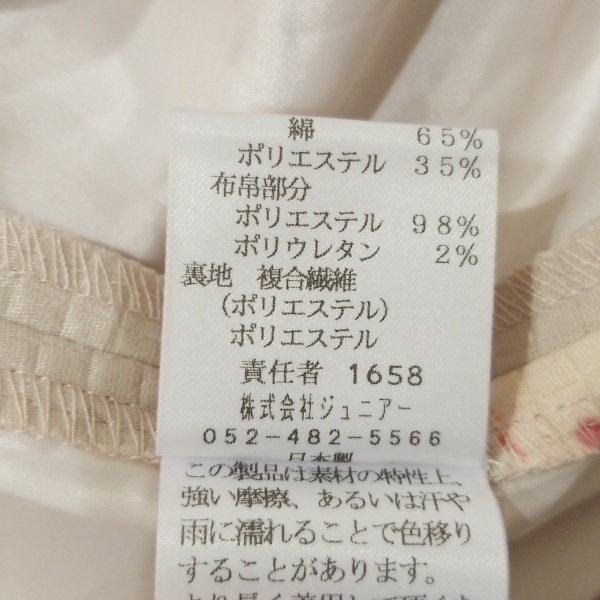 綿 65%
ポリエステル 35%
布帛部分
ポリエステル 98%
ポリウレタン 2%
裏地 複合繊維
(ポリエステル)
ポリエステル
責任者 1658
株式会社ジュニアー
052-482-5566
日本製
この製品は素材の特性上、
強い摩擦、あるいは汗や
雨に濡れることで色移り
することがあります。